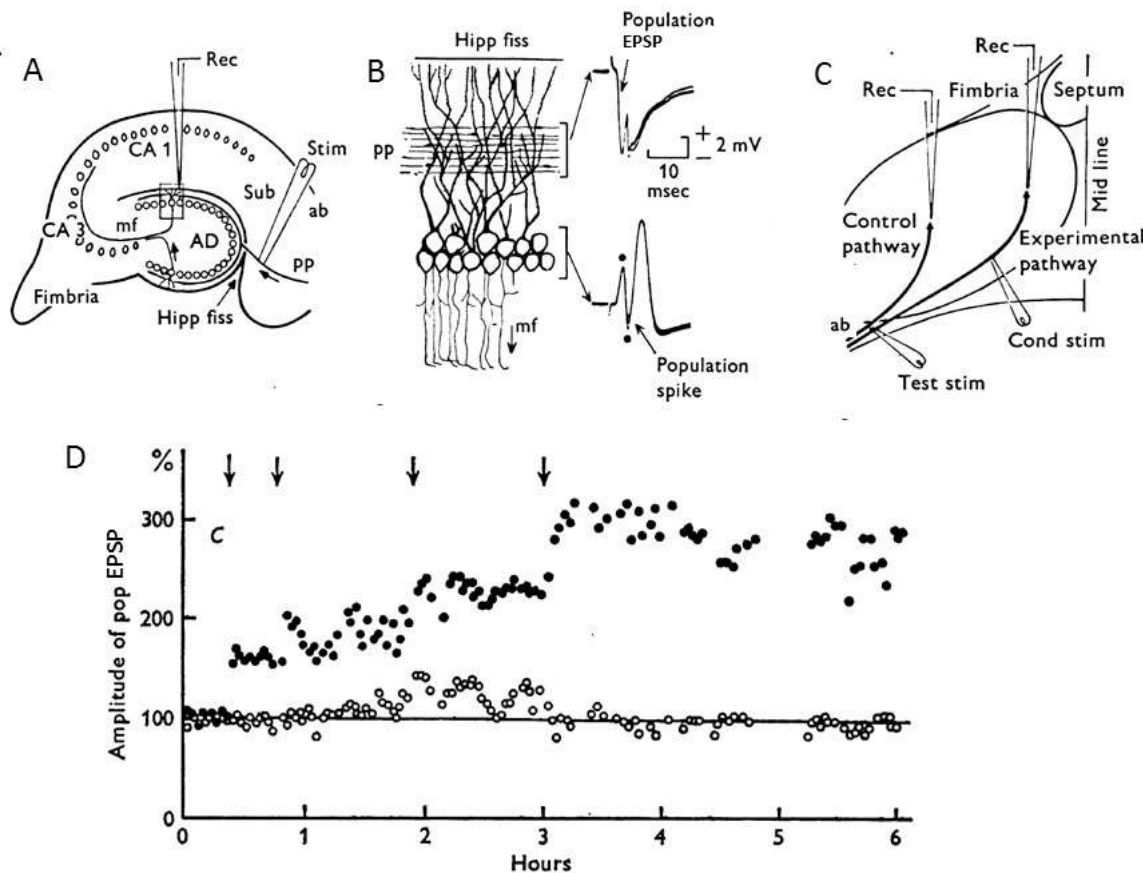 A
Rec
CA 1
Stim
Sub
ab
mf
CA 3
AD
pp
Fimbria
Hipp fiss
B
Hipp fiss
Population
EPSP
pp
+
− 2 mV
10
msec
mf
Population
spike
C
Rec
Rec
Fimbria
Septum
Mid line
Control
pathway
Experimental
pathway
ab
Cond stim
Test stim
D
%
C
300
200
100
0
Amplitude of pop EPSP
0 1 2 3 4 5 6
Hours